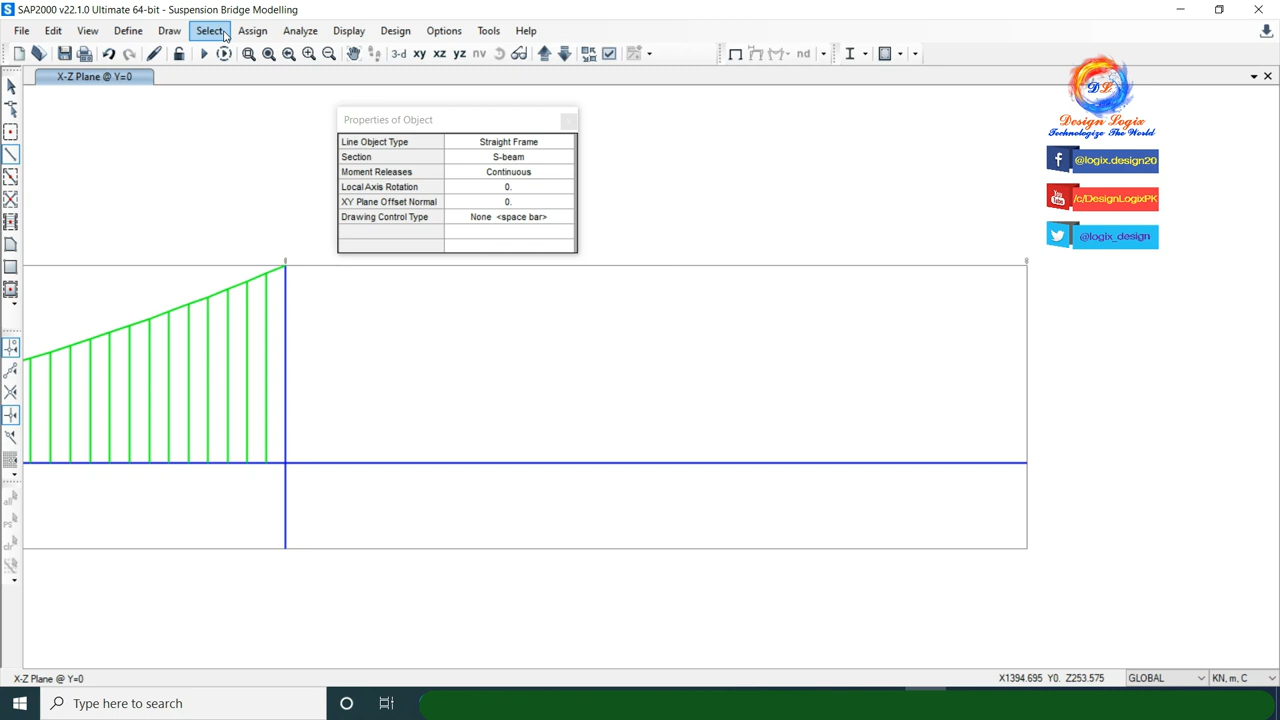 SAP2000 v22.1.0 Ultimate 64-bit - Suspension Bridge Modelling
File Edit View Define Draw Select Assign Analyze Display Design Options Tools Help
3-d xy xz yz nv nd
X-Z Plane @ Y=0
Properties of Object
Line Object Type Straight Frame
Section S-beam
Moment Releases Continuous
Local Axis Rotation 0.
XY Plane Offset Normal 0.
Drawing Control Type None <space bar>
DL
Design Logix
Technologize The World
@logix.design20
/c/DesignLogixPK
@logix_design
all
ps
clr
X-Z Plane @ Y=0 X1394.695 Y0. Z253.575 GLOBAL KN, m, C
Type here to search